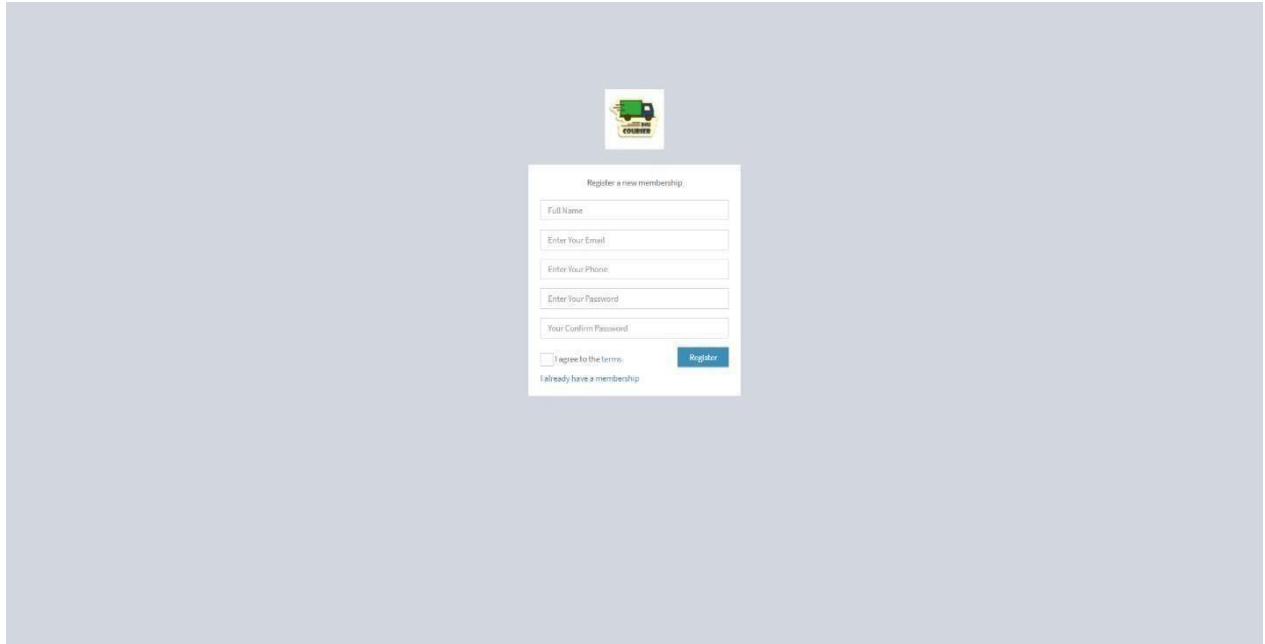 COURIER
Register a new membership
Full Name
Enter Your Email
Enter Your Phone
Enter Your Password
Your Confirm Password
I agree to the terms
Register
I already have a membership